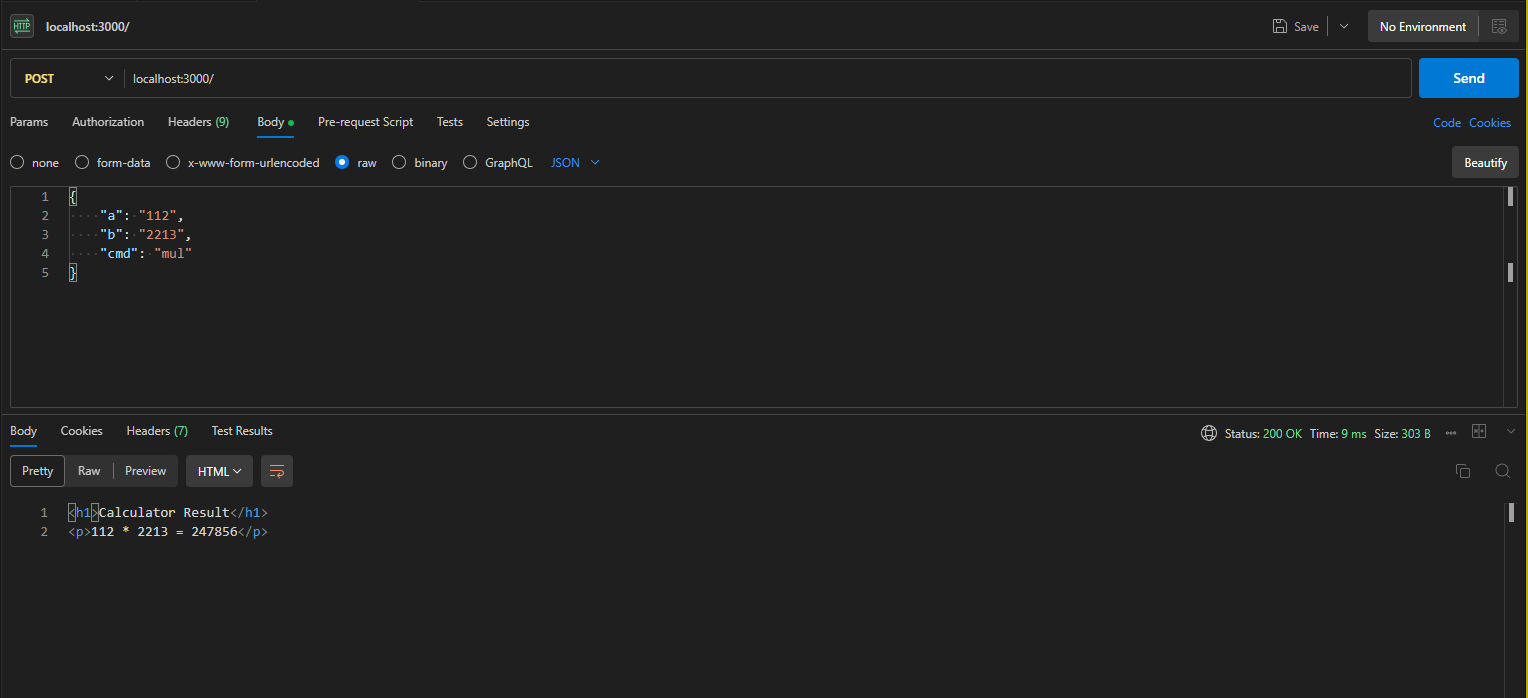 HTTP localhost:3000/ Save No Environment
POST localhost:3000/ Send
Params Authorization Headers (9) Body Pre-request Script Tests Settings Code Cookies
none form-data x-www-form-urlencoded raw binary GraphQL JSON Beautify
1 {
2 "a": "112",
3 "b": "2213",
4 "cmd": "mul"
5 }
Body Cookies Headers (7) Test Results Status: 200 OK Time: 9 ms Size: 303 B
Pretty Raw Preview HTML
1 <h1>Calculator Result</h1>
2 <p>112 * 2213 = 247856</p>